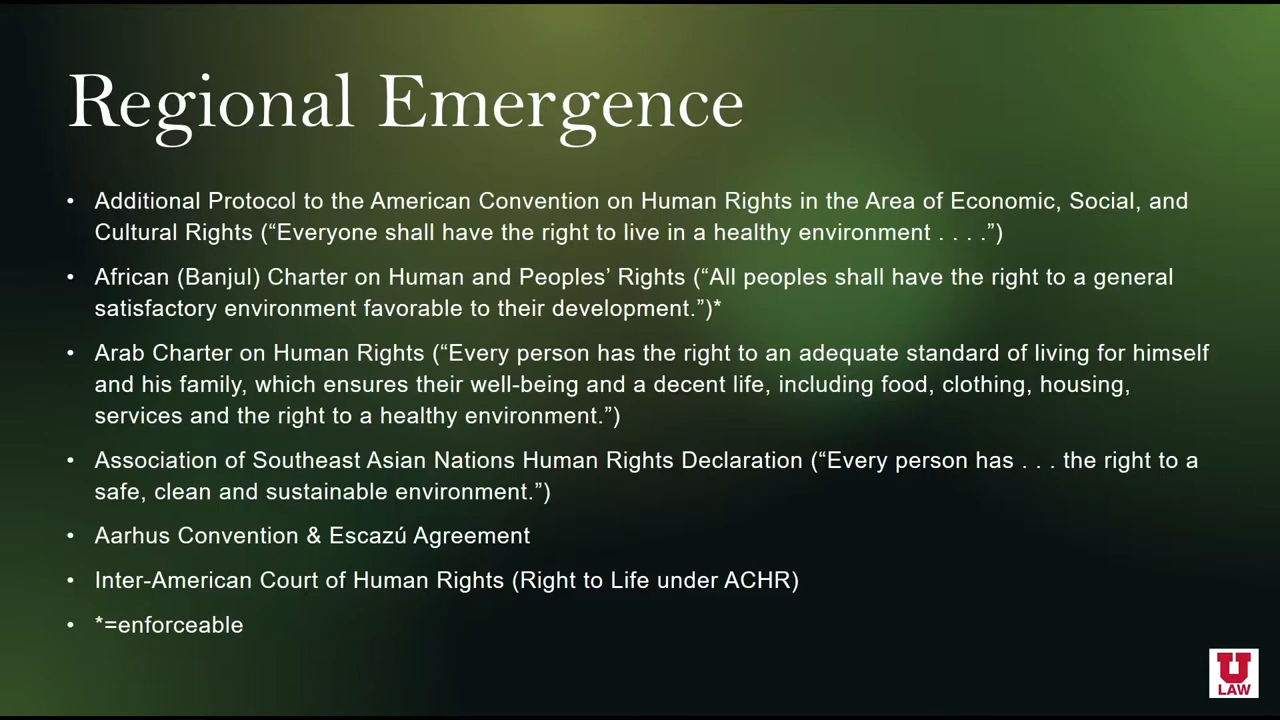 Regional Emergence
• Additional Protocol to the American Convention on Human Rights in the Area of Economic, Social, and
Cultural Rights (“Everyone shall have the right to live in a healthy environment . . . .”)
• African (Banjul) Charter on Human and Peoples’ Rights (“All peoples shall have the right to a general
satisfactory environment favorable to their development.”)*
• Arab Charter on Human Rights (“Every person has the right to an adequate standard of living for himself
and his family, which ensures their well-being and a decent life, including food, clothing, housing,
services and the right to a healthy environment.”)
• Association of Southeast Asian Nations Human Rights Declaration (“Every person has . . . the right to a
safe, clean and sustainable environment.”)
• Aarhus Convention & Escazú Agreement
• Inter-American Court of Human Rights (Right to Life under ACHR)
• *=enforceable
U
LAW